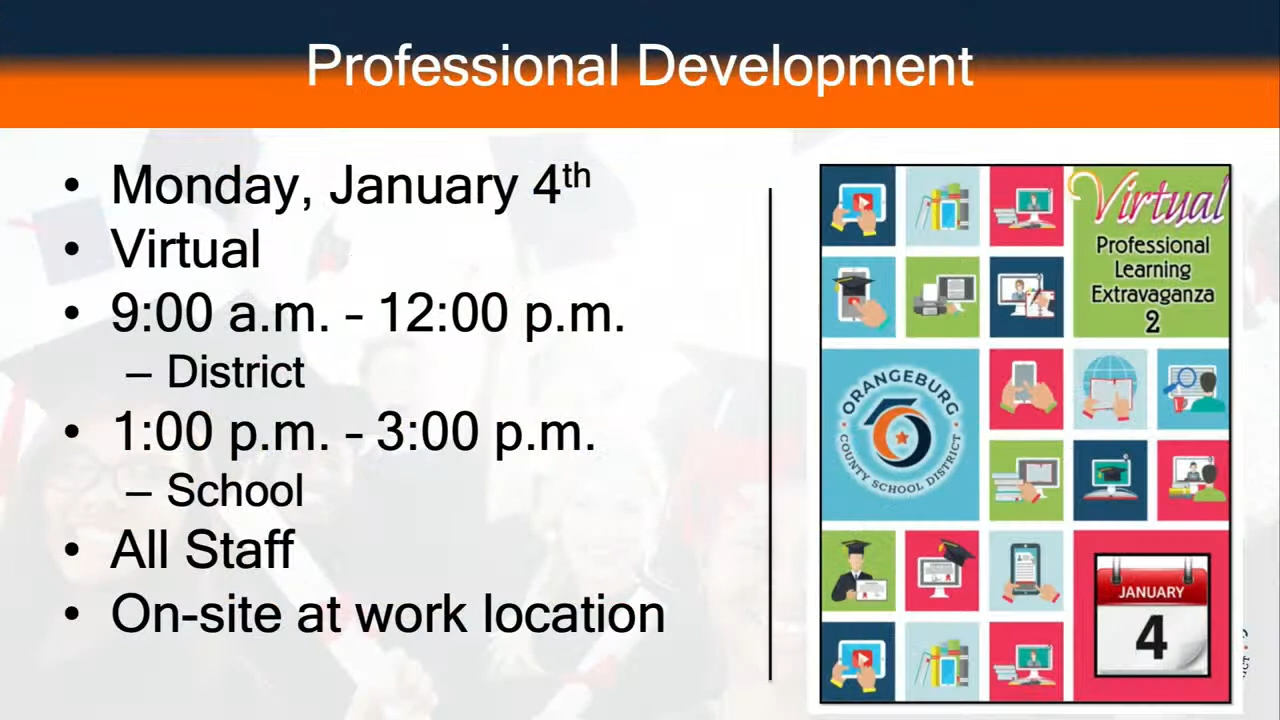 Professional Development
• Monday, January 4th
• Virtual
• 9:00 a.m. – 12:00 p.m.
– District
• 1:00 p.m. – 3:00 p.m.
– School
• All Staff
• On-site at work location
Virtual
Professional
Learning
Extravaganza
2
ORANGEBURG
COUNTY SCHOOL DISTRICT
JANUARY
4